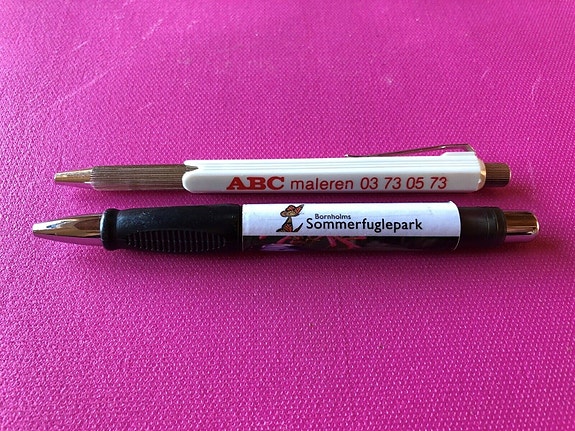 ABC maleren 03 73 05 73
Bornholms
Sommerfuglepark